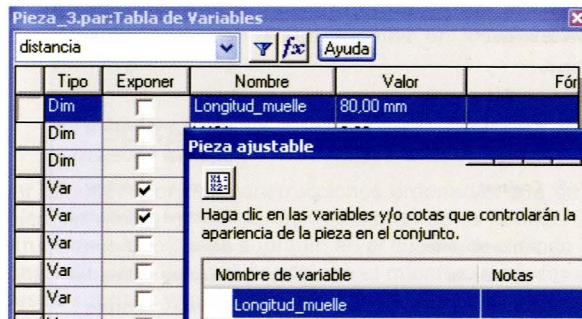 Pieza_3.par:Tabla de Variables
distancia
fx
Ayuda
Tipo Exponer Nombre Valor Fór
Dim Longitud_muelle 80,00 mm
Dim
Dim
Var
Var
Var
Var
Var
Pieza ajustable
Haga clic en las variables y/o cotas que controlarán la
apariencia de la pieza en el conjunto.
Nombre de variable Notas
Longitud_muelle